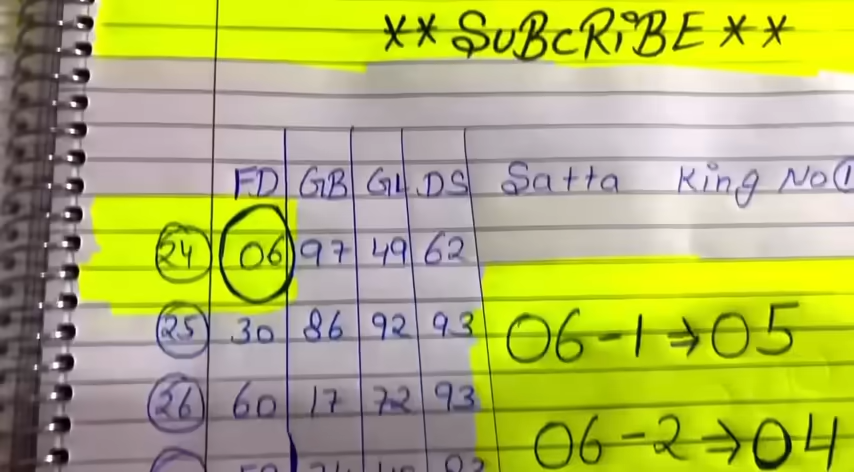 ** SUBCRiBE **
FD GB GL DS Satta King No 1
24 06 97 49 62
25 30 86 92 93
06-1→05
26 60 17 72 93
06-2→04